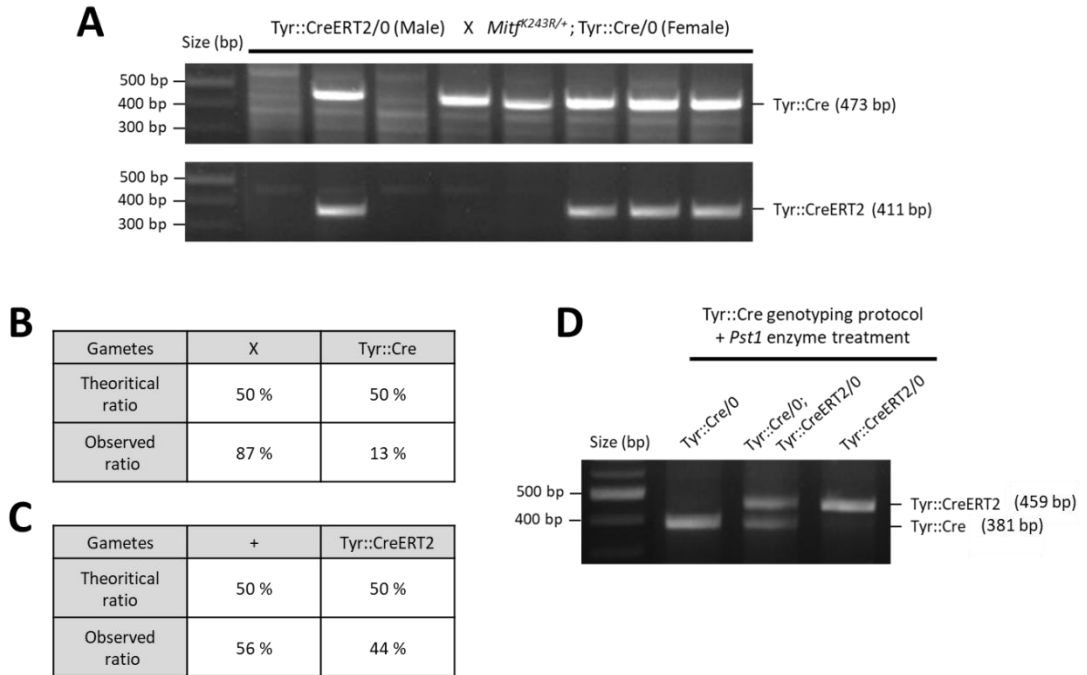 A
Tyr::CreERT2/0 (Male) X Mitf^K243R/+; Tyr::Cre/0 (Female)
Size (bp)
500 bp
400 bp
300 bp
Tyr::Cre (473 bp)
500 bp
400 bp
300 bp
Tyr::CreERT2 (411 bp)
B
Gametes X Tyr::Cre
Theoritical
ratio
50 % 50 %
Observed
ratio
87 % 13 %
C
Gametes + Tyr::CreERT2
Theoritical
ratio
50 % 50 %
Observed
ratio
56 % 44 %
D
Tyr::Cre genotyping protocol
+ Pst1 enzyme treatment
Size (bp)
Tyr::Cre/0
Tyr::Cre/0;
Tyr::CreERT2/0
Tyr::CreERT2/0
500 bp
400 bp
Tyr::CreERT2 (459 bp)
Tyr::Cre (381 bp)